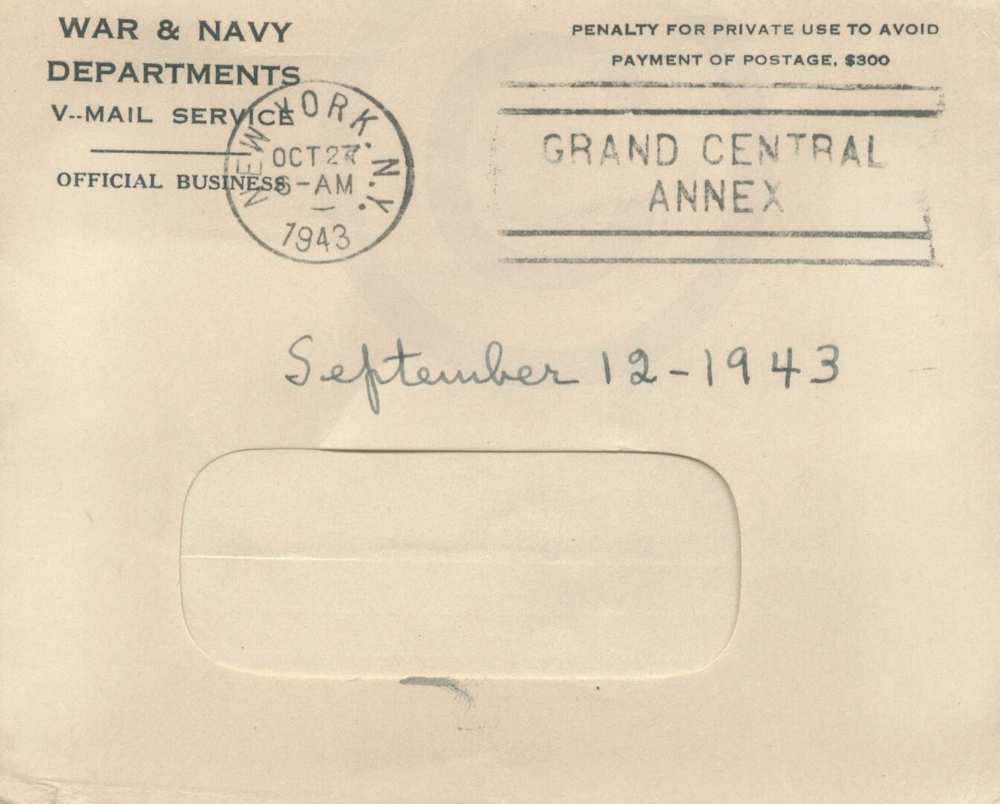 WAR & NAVY
DEPARTMENTS
V--MAIL SERVICE
OFFICIAL BUSINESS
PENALTY FOR PRIVATE USE TO AVOID
PAYMENT OF POSTAGE, $300
NEW YORK, N.Y.
OCT 27
6-AM
1943
GRAND CENTRAL
ANNEX
September 12-1943